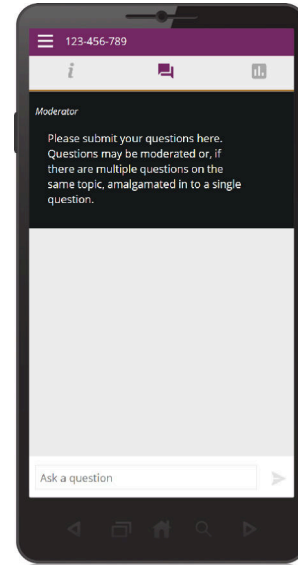 123-456-789
i
Moderator
Please submit your questions here.
Questions may be moderated or, if
there are multiple questions on the
same topic, amalgamated in to a single
question.
Ask a question